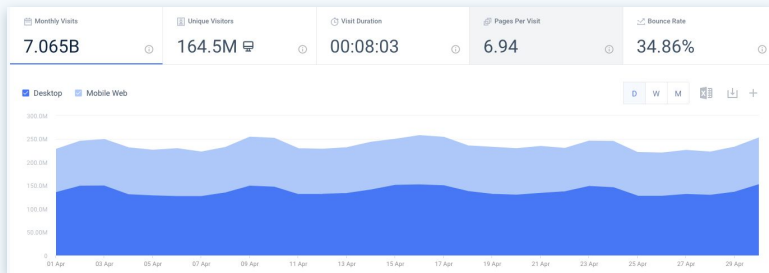 Monthly Visits
7.065B
Unique Visitors
164.5M
Visit Duration
00:08:03
Pages Per Visit
6.94
Bounce Rate
34.86%
Desktop
Mobile Web
D W M
300.0M
250.0M
200.0M
150.0M
100.0M
50.00M
0
01 Apr 03 Apr 05 Apr 07 Apr 09 Apr 11 Apr 13 Apr 15 Apr 17 Apr 19 Apr 21 Apr 23 Apr 25 Apr 27 Apr 29 Apr